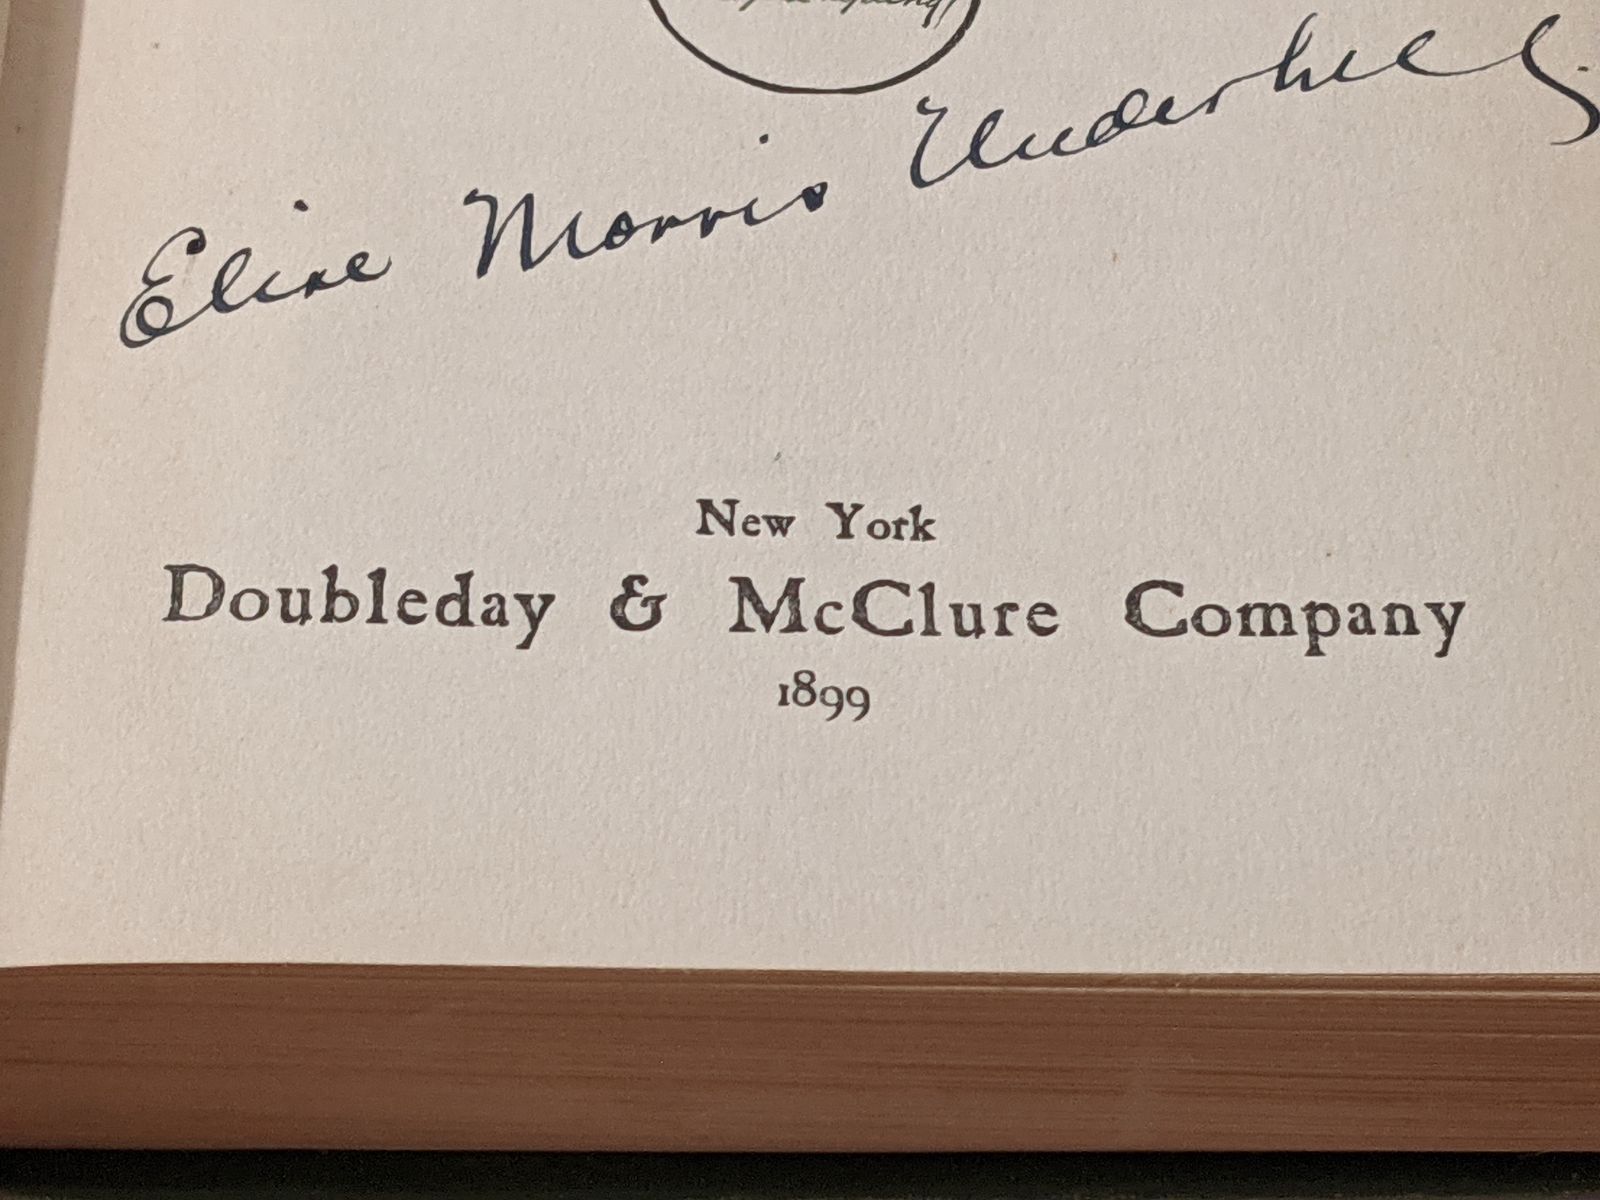 Elise Morris Underhill.
New York
Doubleday & McClure Company
1899